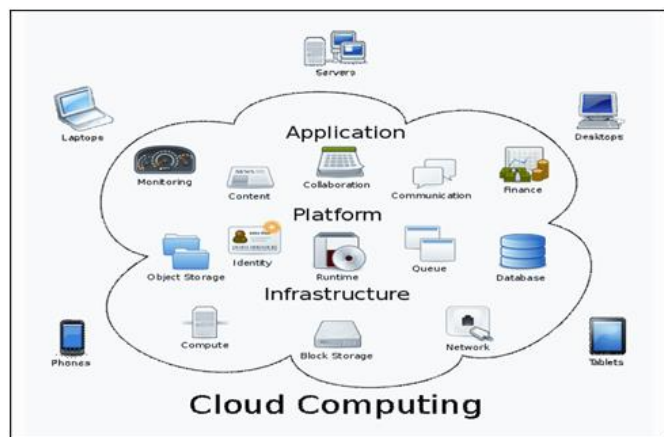 Servers
Laptops
Desktops
Application
Monitoring
Content
NEWS
Collaboration
Communication
Finance
Platform
Object Storage
Identity
Runtime
Queue
Database
Infrastructure
Compute
Block Storage
Network
Phones
Tablets
Cloud Computing